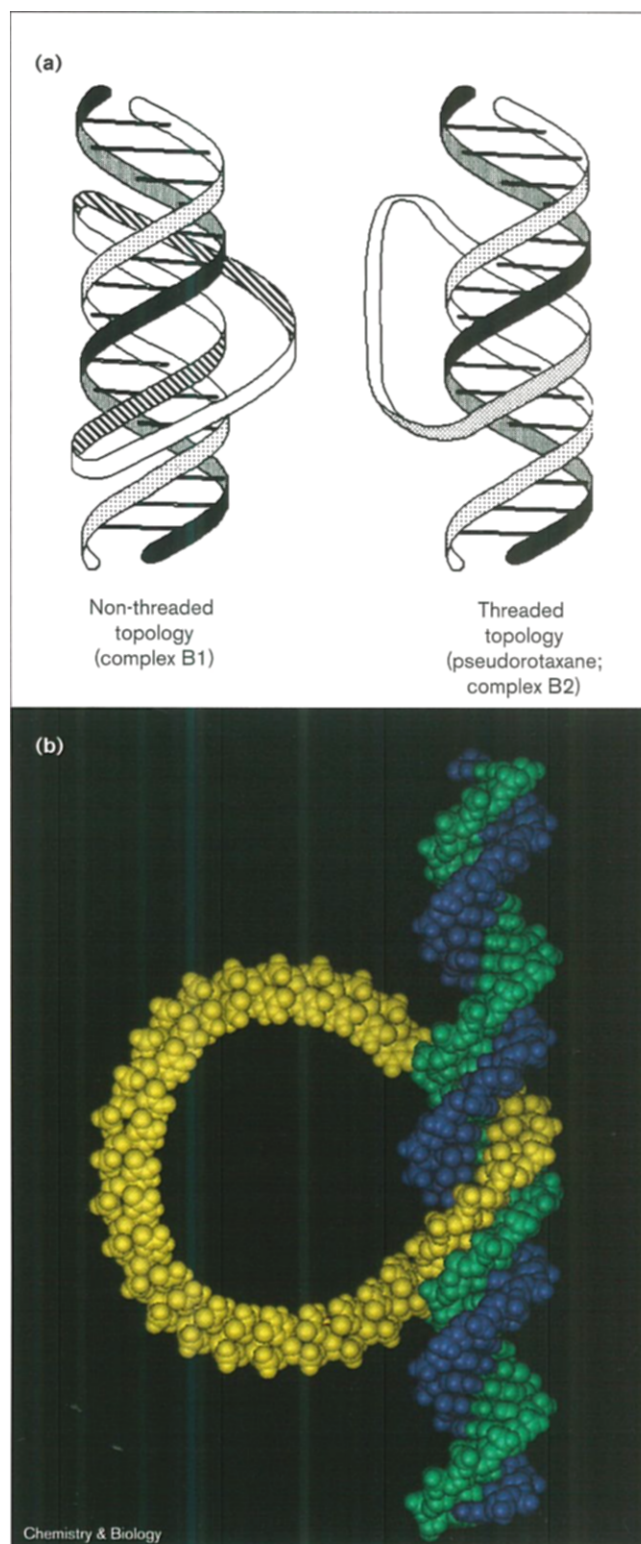 (a)
Non-threaded
topology
(complex B1)
Threaded
topology
(pseudorotaxane;
complex B2)
(b)
Chemistry & Biology